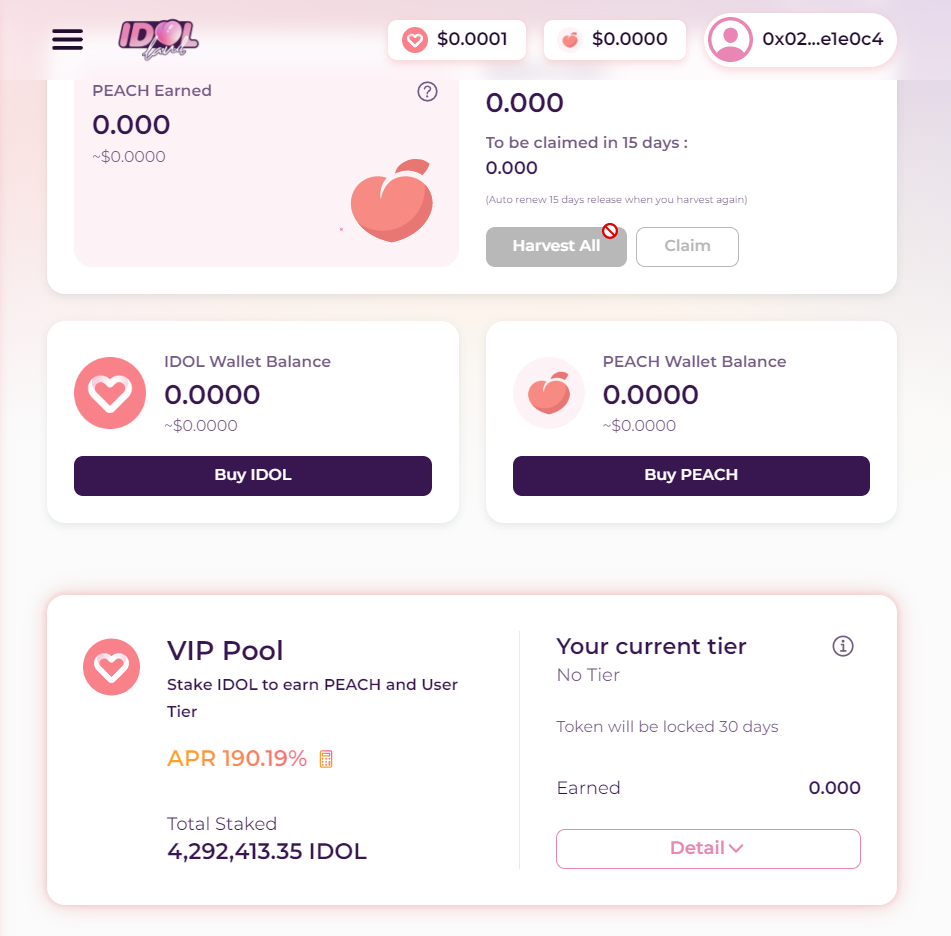 IDOL
land
$0.0001
$0.0000
0x02...e1e0c4
PEACH Earned
0.000
~$0.0000
0.000
To be claimed in 15 days :
0.000
(Auto renew 15 days release when you harvest again)
Harvest All
Claim
IDOL Wallet Balance
0.0000
~$0.0000
Buy IDOL
PEACH Wallet Balance
0.0000
~$0.0000
Buy PEACH
VIP Pool
Stake IDOL to earn PEACH and User
Tier
APR 190.19%
Total Staked
4,292,413.35 IDOL
Your current tier
No Tier
Token will be locked 30 days
Earned
0.000
Detail